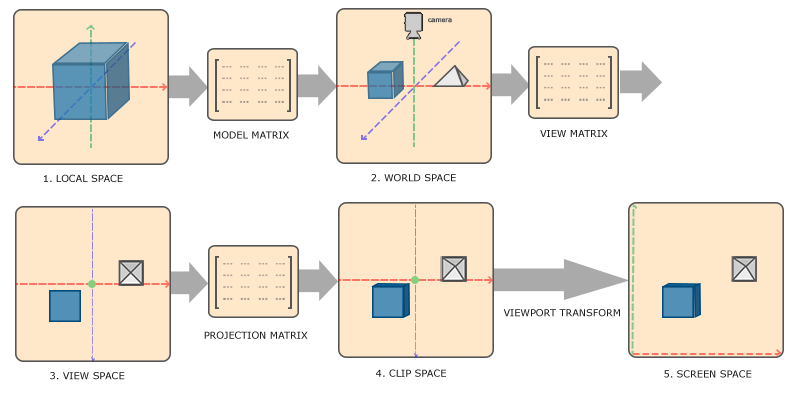 camera
MODEL MATRIX
VIEW MATRIX
1. LOCAL SPACE
2. WORLD SPACE
PROJECTION MATRIX
VIEWPORT TRANSFORM
3. VIEW SPACE
4. CLIP SPACE
5. SCREEN SPACE